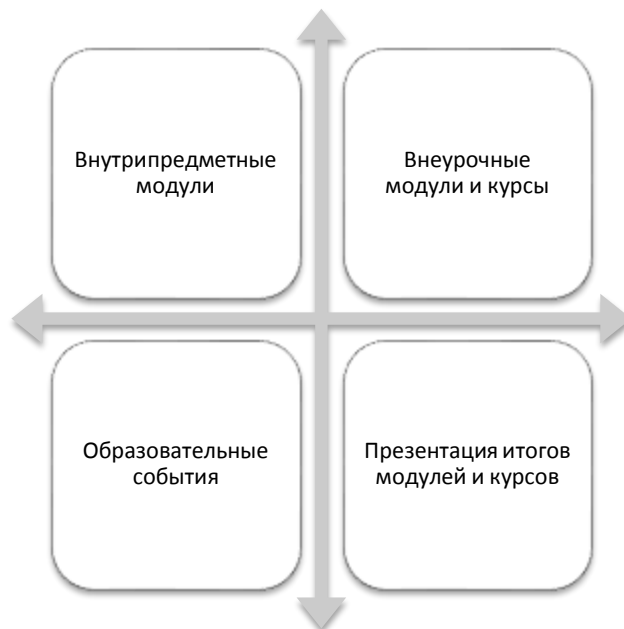 Внутрипредметные
модули
Внеурочные
модули и курсы
Образовательные
события
Презентация итогов
модулей и курсов